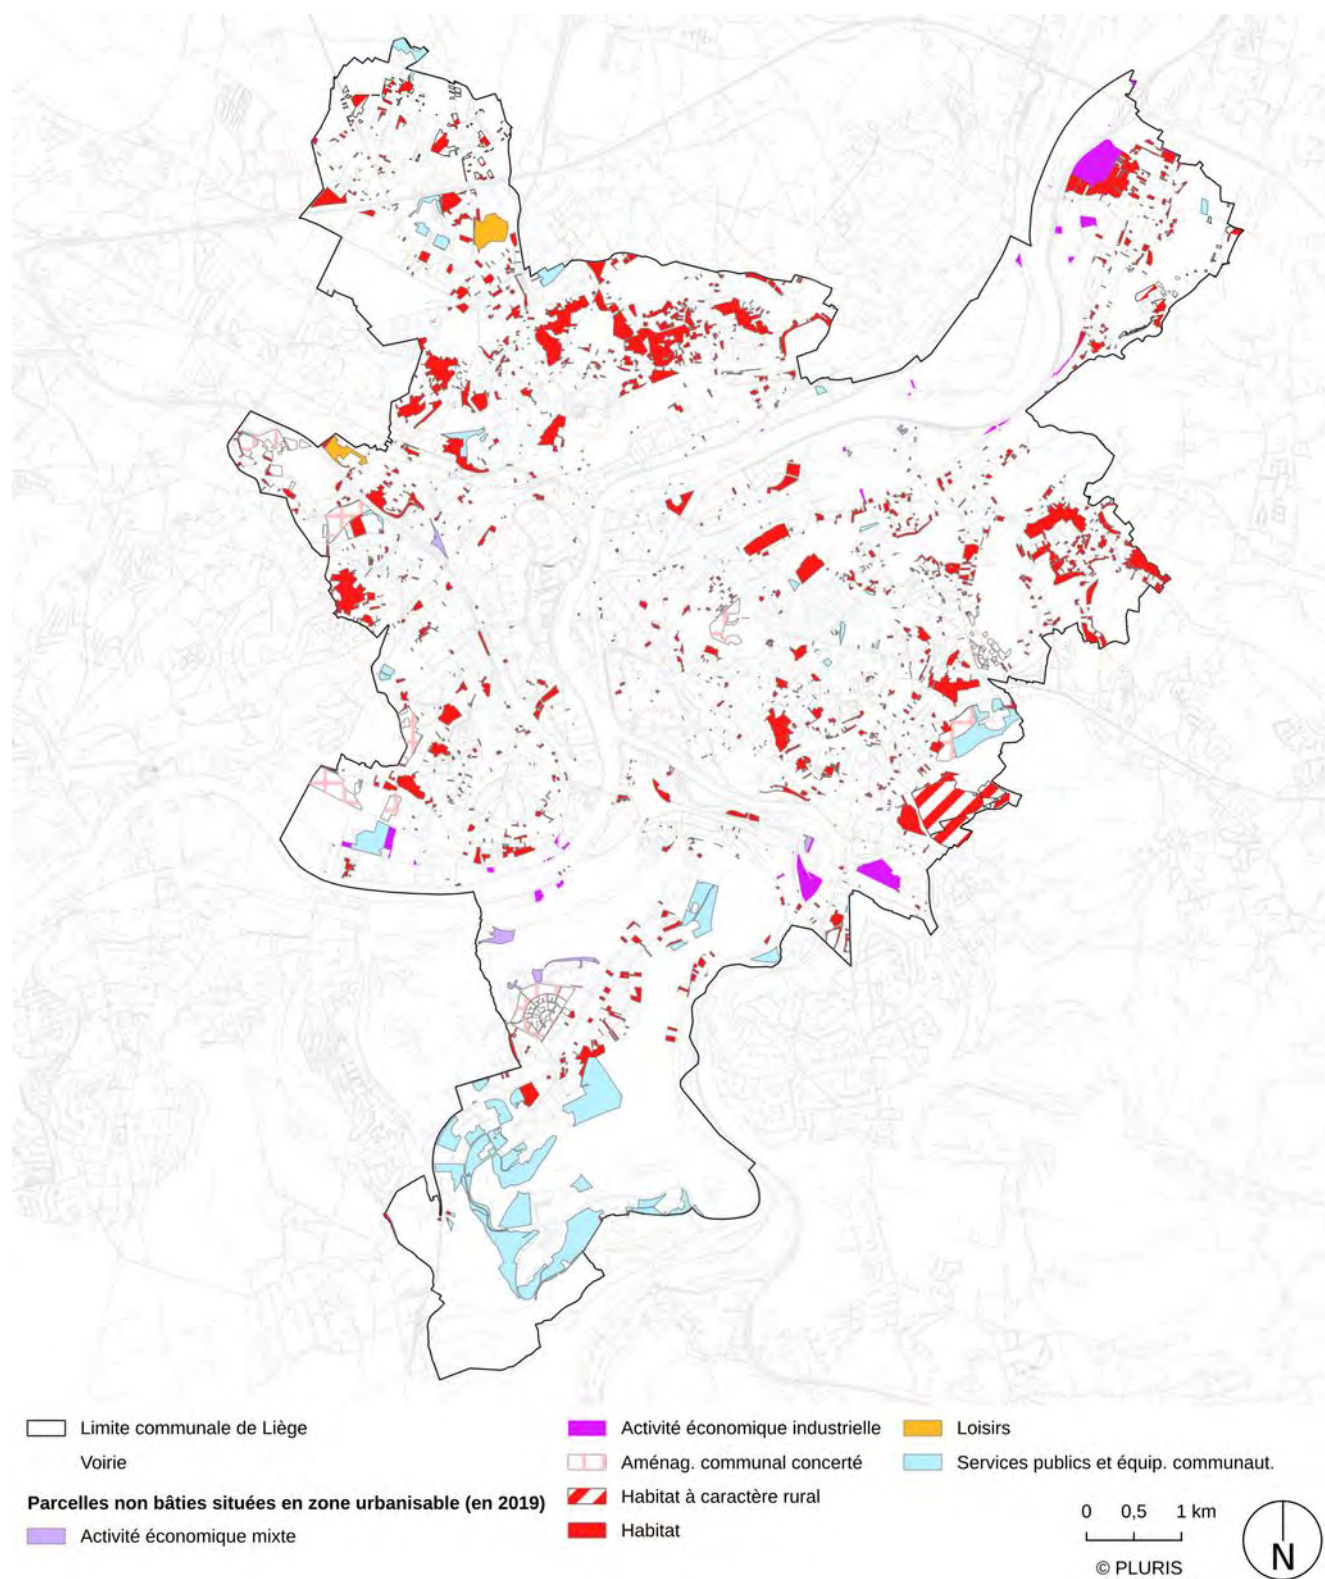 Limite communale de Liège
Voirie
Parcelles non bâties situées en zone urbanisable (en 2019)
Activité économique mixte
Activité économique industrielle
Aménag. communal concerté
Habitat à caractère rural
Habitat
Loisirs
Services publics et équip. communaut.
0 0,5 1 km
© PLURIS
N